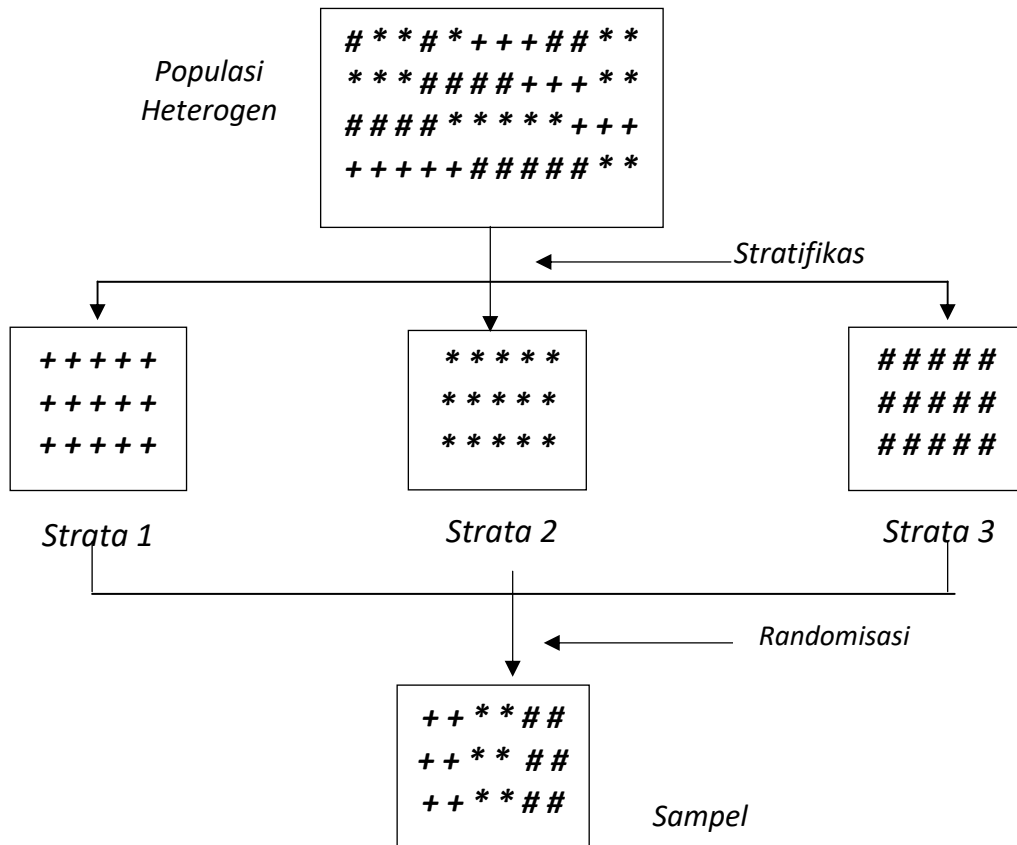 Populasi
Heterogen
# * * # * + + + # # * *
* * * # # # # + + + * *
# # # # * * * * * + + +
+ + + + + # # # # # * *
Stratifikas
+ + + + +
+ + + + +
+ + + + +
* * * * *
* * * * *
* * * * *
# # # # #
# # # # #
# # # # #
Strata 1
Strata 2
Strata 3
Randomisasi
+ + * * # #
+ + * * # #
+ + * * # #
Sampel